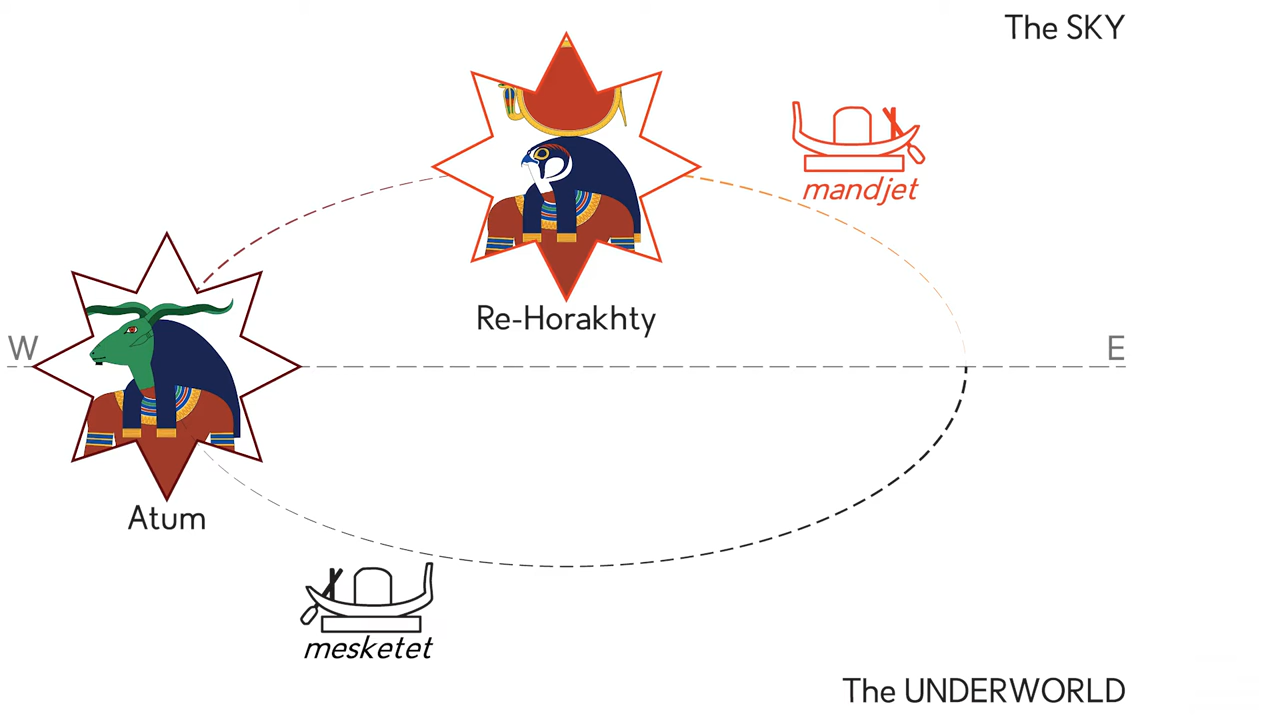 The SKY
mandjet
Re-Horakhty
W
E
Atum
mesketet
The UNDERWORLD